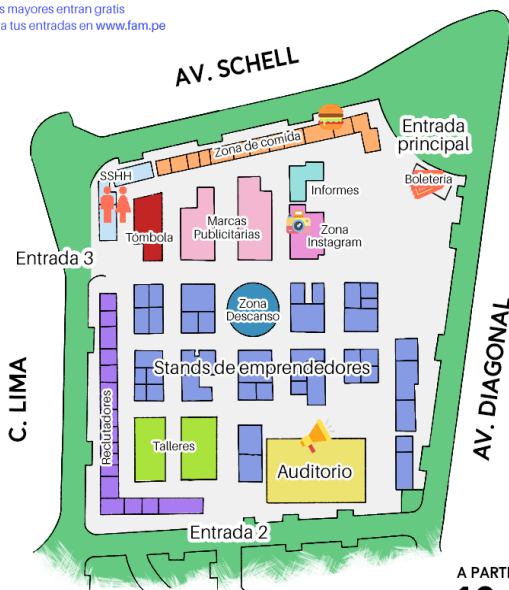 s mayores entran gratis
a tus entradas en www.fam.pe
AV. SCHELL
Zona de comida
Entrada
principal
SSHH
Boletería
Informes
Tómbola
Marcas
Publicitarias
Zona
Instagram
Entrada 3
Zona
Descanso
Stands de emprendedores
C. LIMA
AV. DIAGONAL
Reclutadores
Talleres
Auditorio
Entrada 2
A PARTI